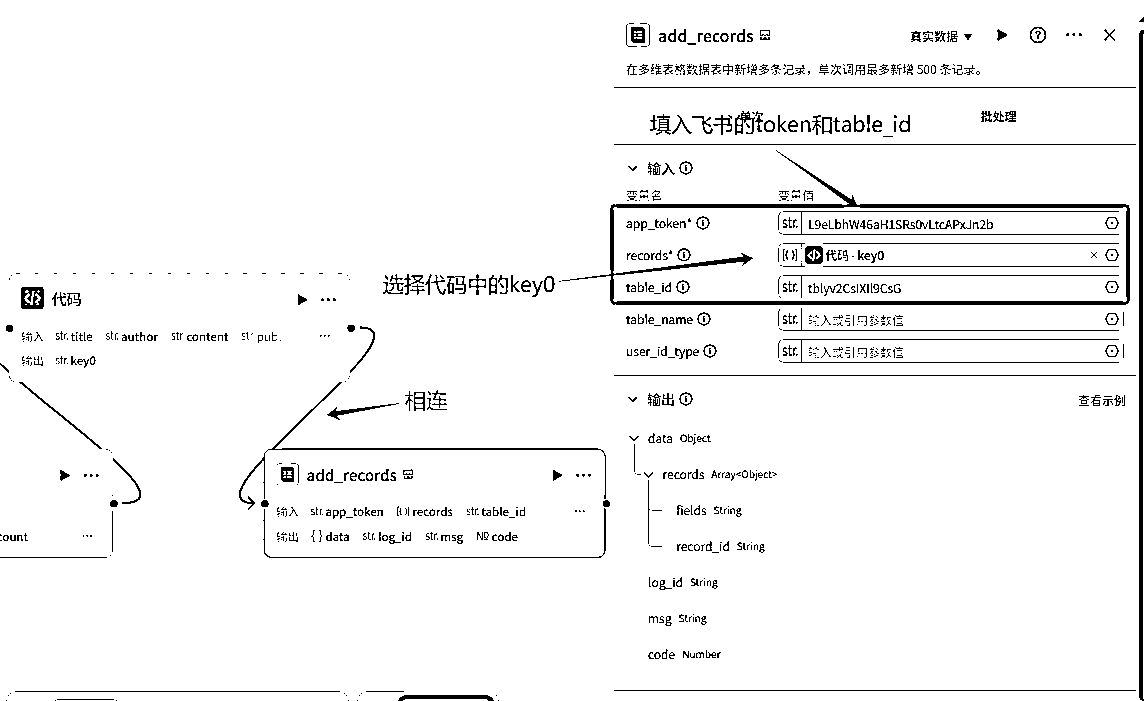 add_records
真实数据
在多维表格数据表中新增多条记录，单次调用最多新增 500 条记录。
单次
批处理
填入飞书的token和table_id
输入
变量名
变量值
app_token*
str.
records*
[{}]
代码 - key0
table_id
str.
table_name
str.
输入或引用参数值
user_id_type
str.
输入或引用参数值
选择代码中的key0
代码
输入 str. title str. author str. content str. pub.
输出 str. key0
相连
输出
查看示例
data Object
records Array<Object>
fields String
record_id String
log_id String
msg String
code Number
add_records
输入 str. app_token [{}] records str. table_id
输出 { } data str. log_id str. msg № code
count